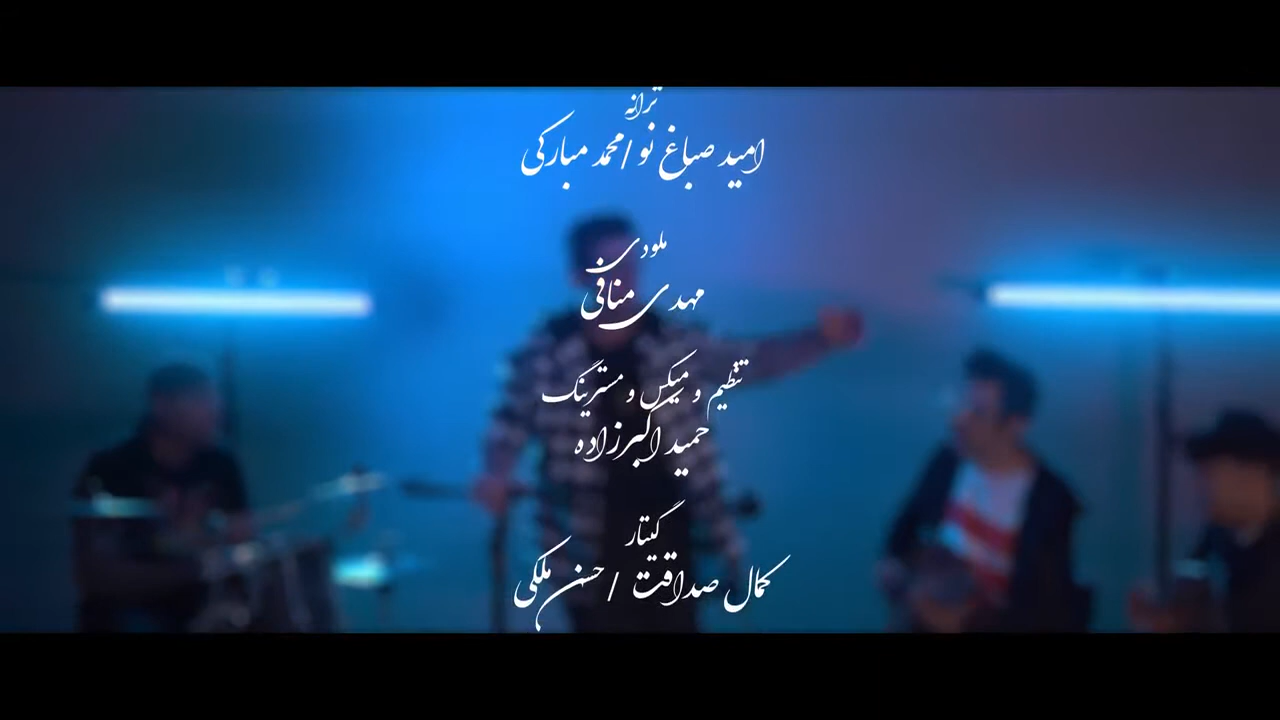 ترانه
امید صباغ نو / محمد مبارکی
ملودی
مهدی منافی
تنظیم و میکس و مسترینگ
حمید اکبرزاده
گیتار
کمال صداقت / حسن ملکی